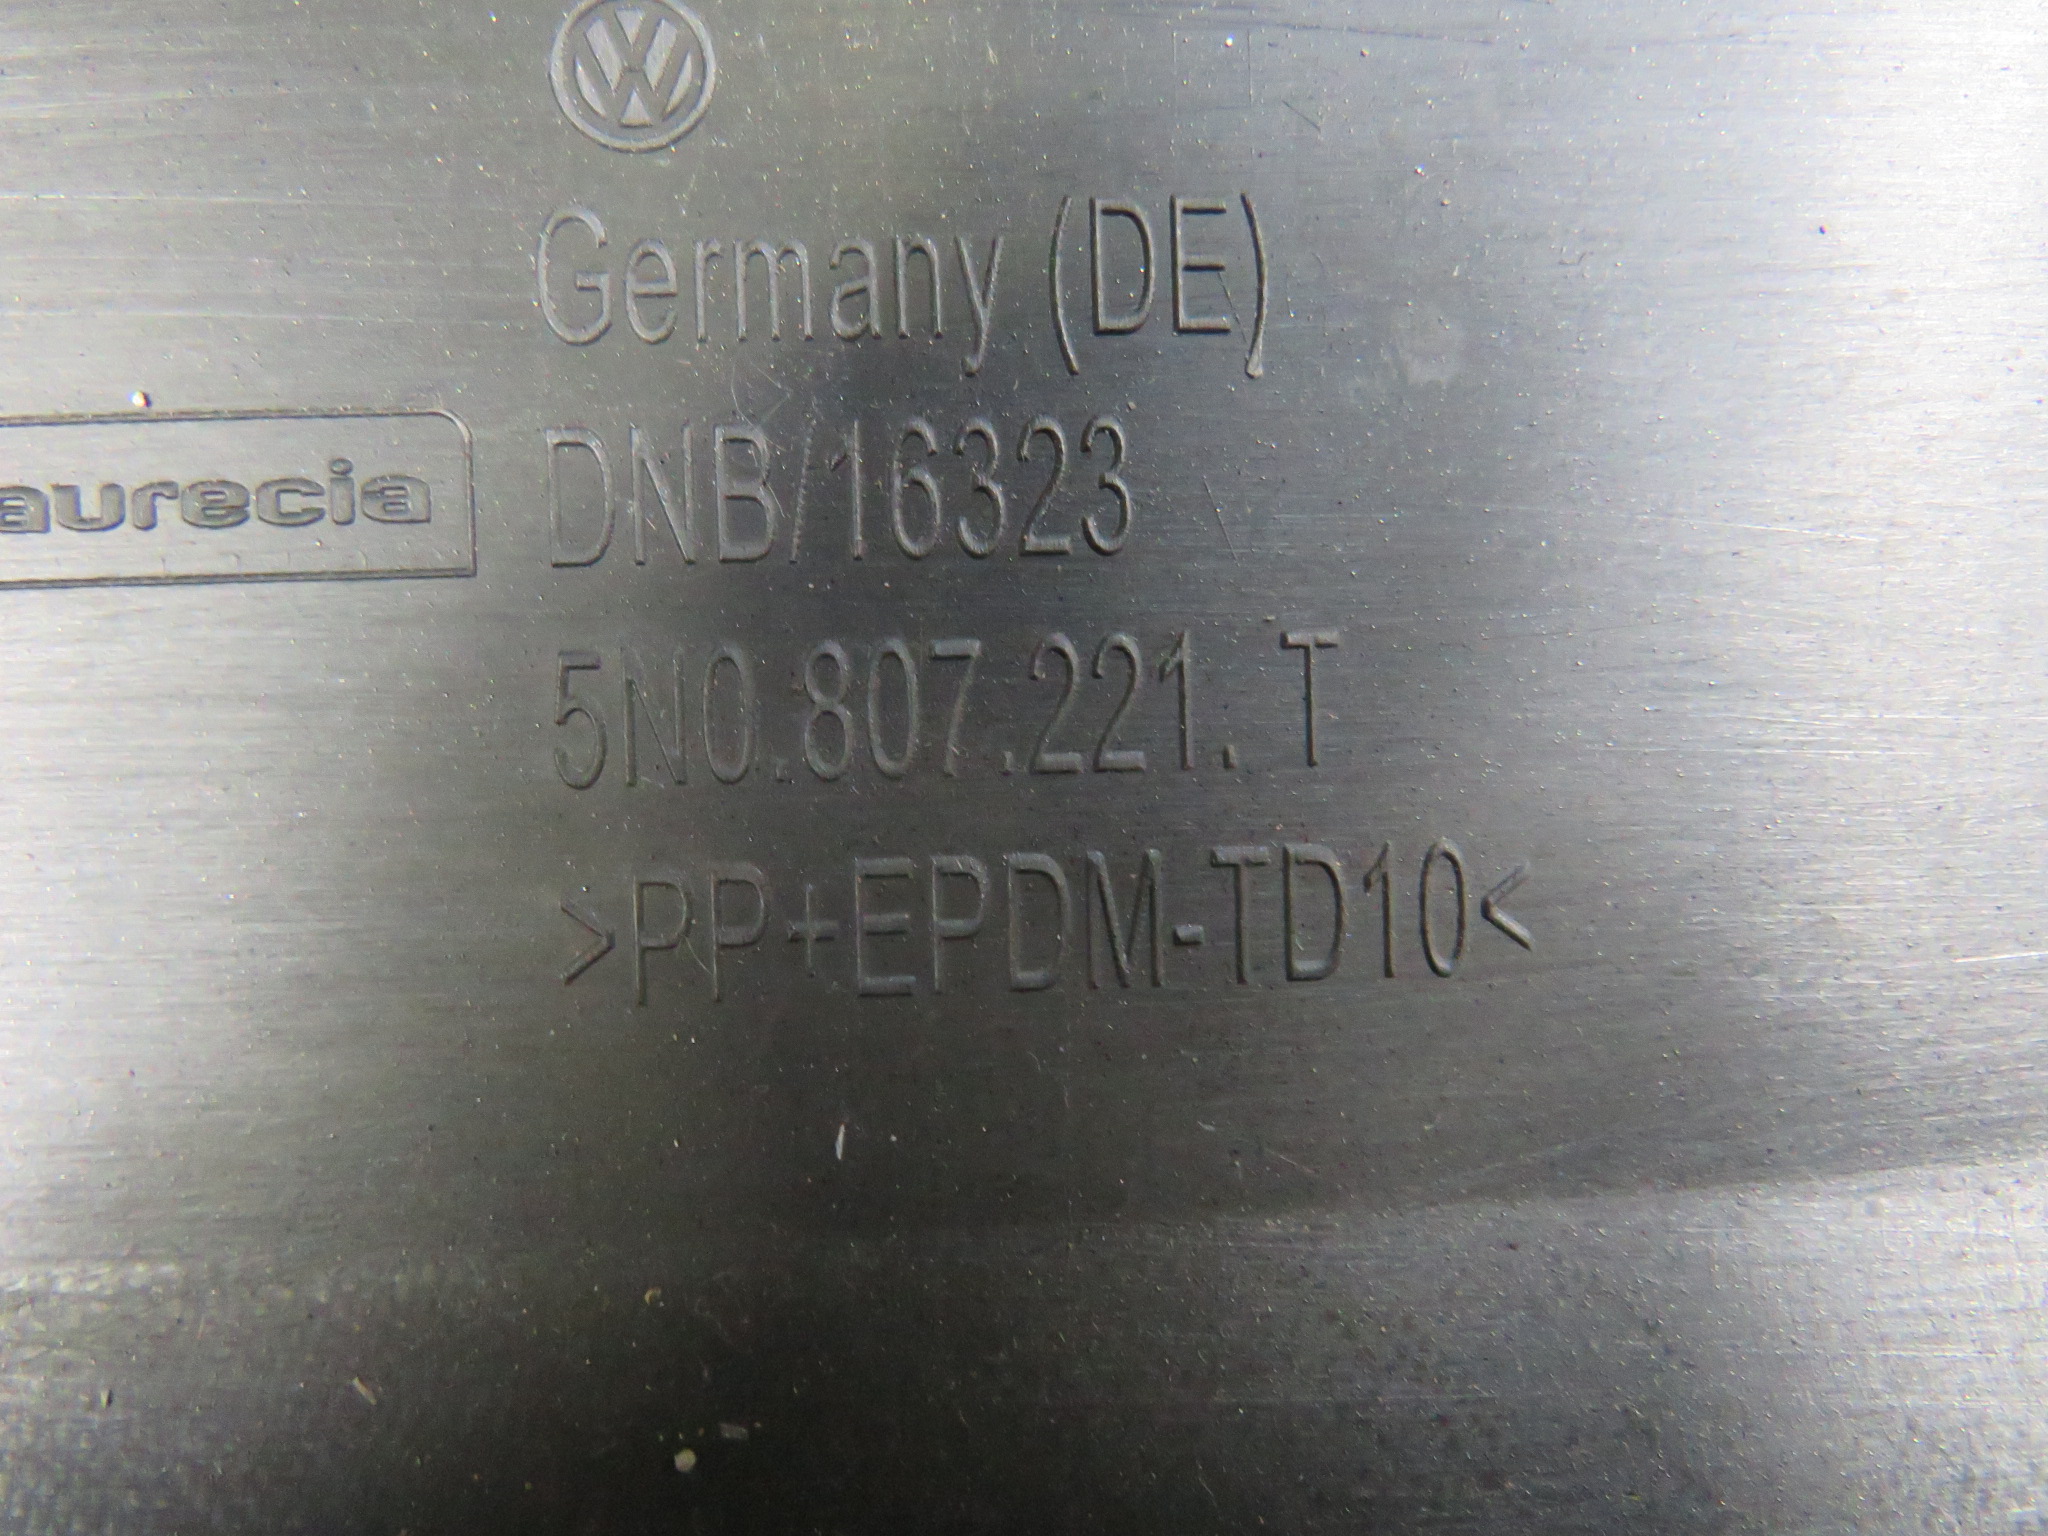 Germany (DE)
aurecia
DNB/16323
5N0.807.221. T
>PP+EPDM-TD10<